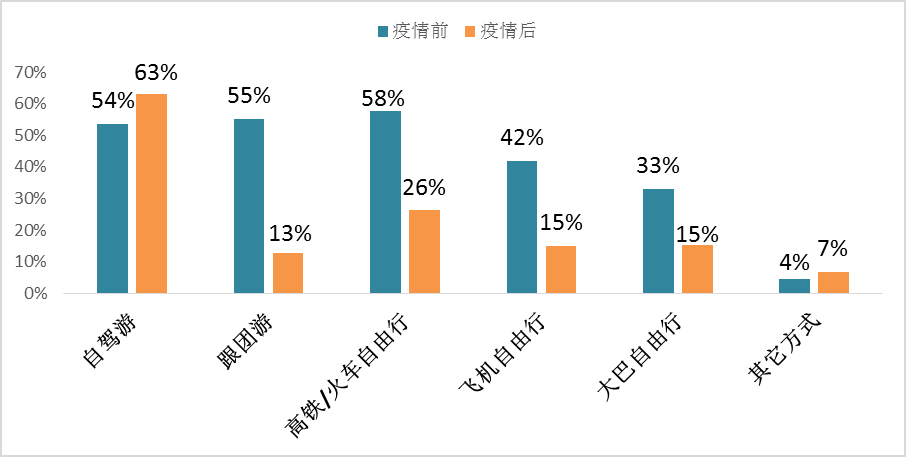 疫情前 疫情后
70%
60%
50%
40%
30%
20%
10%
0%
54% 63%
55% 13%
58% 26%
42% 15%
33% 15%
4% 7%
自驾游
跟团游
高铁/火车自由行
飞机自由行
大巴自由行
其它方式